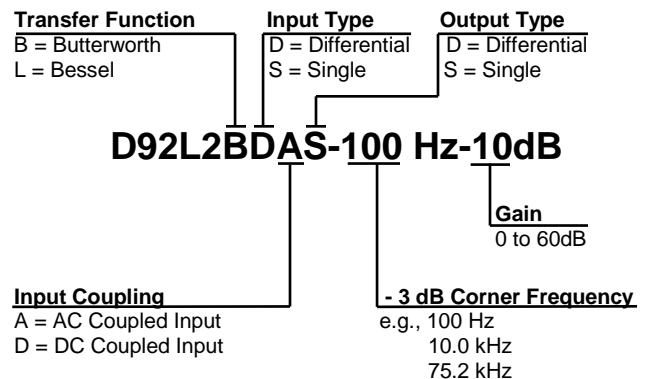 Transfer Function
B = Butterworth
L = Bessel
Input Type
D = Differential
S = Single
Output Type
D = Differential
S = Single
D92L2BDAS-100 Hz-10dB
Gain
0 to 60dB
Input Coupling
A = AC Coupled Input
D = DC Coupled Input
- 3 dB Corner Frequency
e.g., 100 Hz
10.0 kHz
75.2 kHz